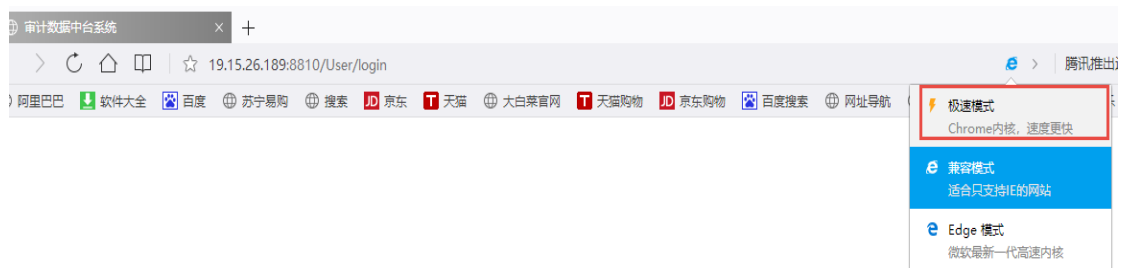 审计数据中台系统
19.15.26.189:8810/User/login
腾讯推出
阿里巴巴 软件大全 百度 苏宁易购 搜索 JD 京东 T 天猫 大白菜官网 T 天猫购物 JD 京东购物 百度搜索 网址导航
极速模式
Chrome内核，速度更快
兼容模式
适合只支持IE的网站
Edge 模式
微软最新一代高速内核